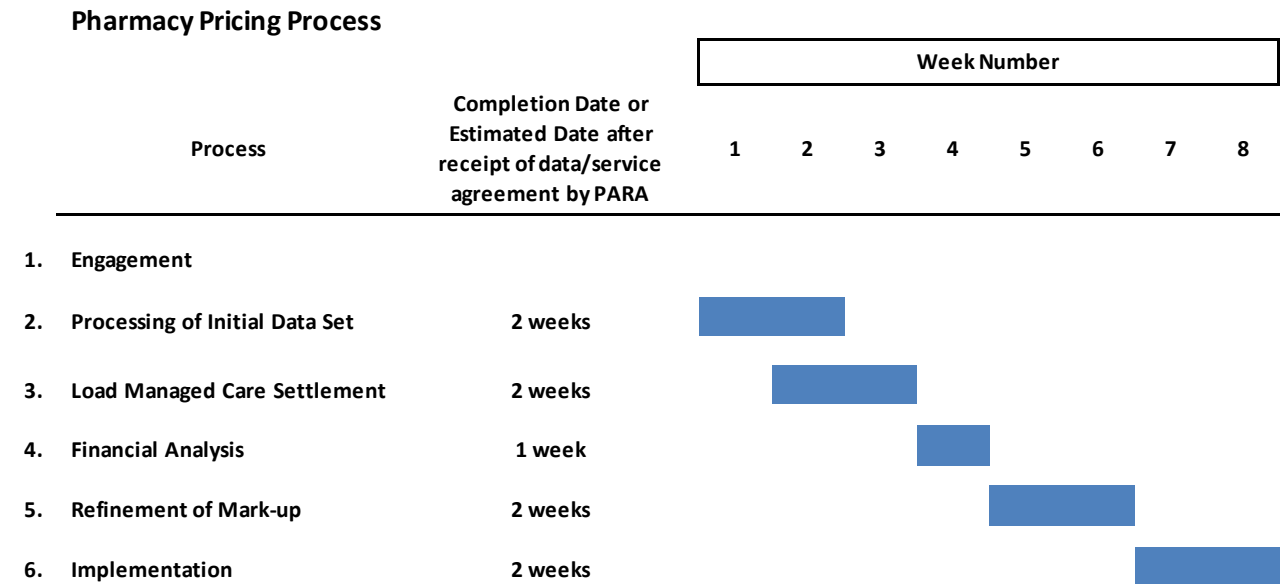 Pharmacy Pricing Process
Week Number
Completion Date or
Estimated Date after
receipt of data/service
agreement by PARA
Process
1 2 3 4 5 6 7 8
1. Engagement
2. Processing of Initial Data Set 2 weeks
3. Load Managed Care Settlement 2 weeks
4. Financial Analysis 1 week
5. Refinement of Mark-up 2 weeks
6. Implementation 2 weeks